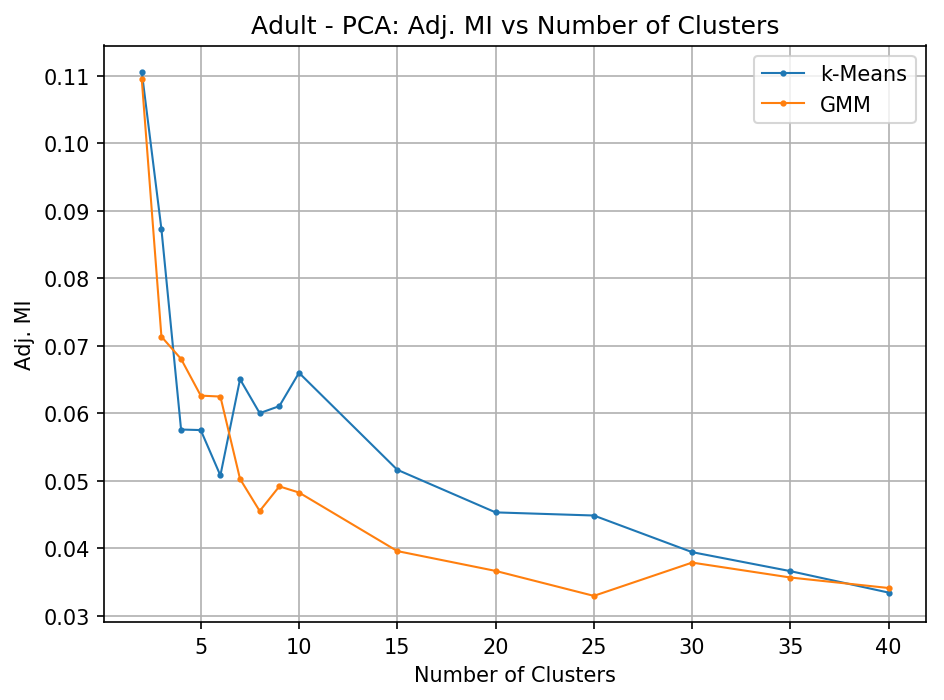 Adult - PCA: Adj. MI vs Number of Clusters
k-Means
GMM
Adj. MI
0.11
0.10
0.09
0.08
0.07
0.06
0.05
0.04
0.03
5 10 15 20 25 30 35 40
Number of Clusters